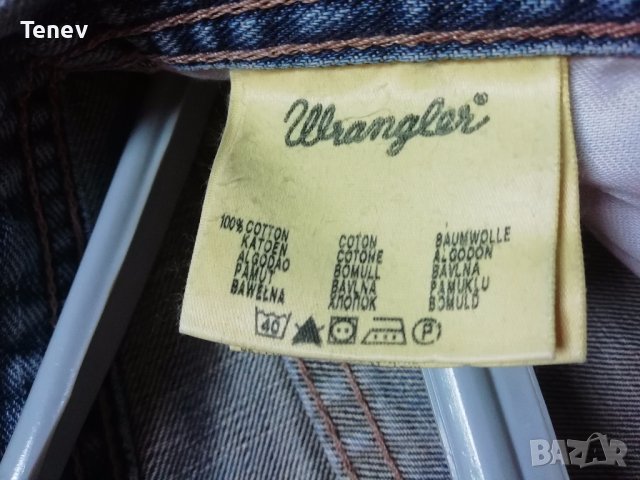 Tenev
Wrangler®
100% COTTON
KATOEN
ALGODAO
PAMUT
BAWEŁNA
COTON
COTONE
BOMULL
BAVLNA
ХЛОПОК
BAUMWOLLE
ALGODON
BAVLNA
PAMUKLU
BOMULD
40
P
BAZAR